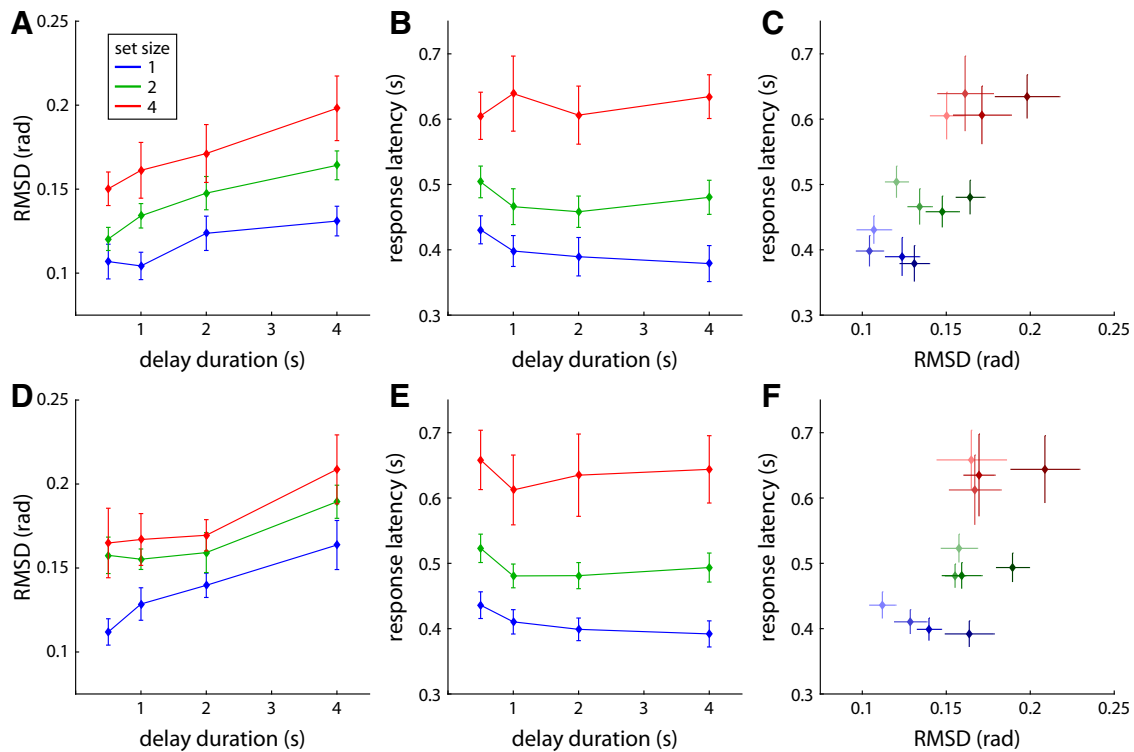 A
RMSD (rad)
0.25
0.2
0.15
0.1
set size
1
2
4
1
2
3
4
delay duration (s)
B
response latency (s)
0.7
0.6
0.5
0.4
0.3
1
2
3
4
delay duration (s)
C
response latency (s)
0.7
0.6
0.5
0.4
0.3
0.1
0.15
0.2
0.25
RMSD (rad)
D
RMSD (rad)
0.25
0.2
0.15
0.1
1
2
3
4
delay duration (s)
E
response latency (s)
0.7
0.6
0.5
0.4
0.3
1
2
3
4
delay duration (s)
F
response latency (s)
0.7
0.6
0.5
0.4
0.3
0.1
0.15
0.2
0.25
RMSD (rad)